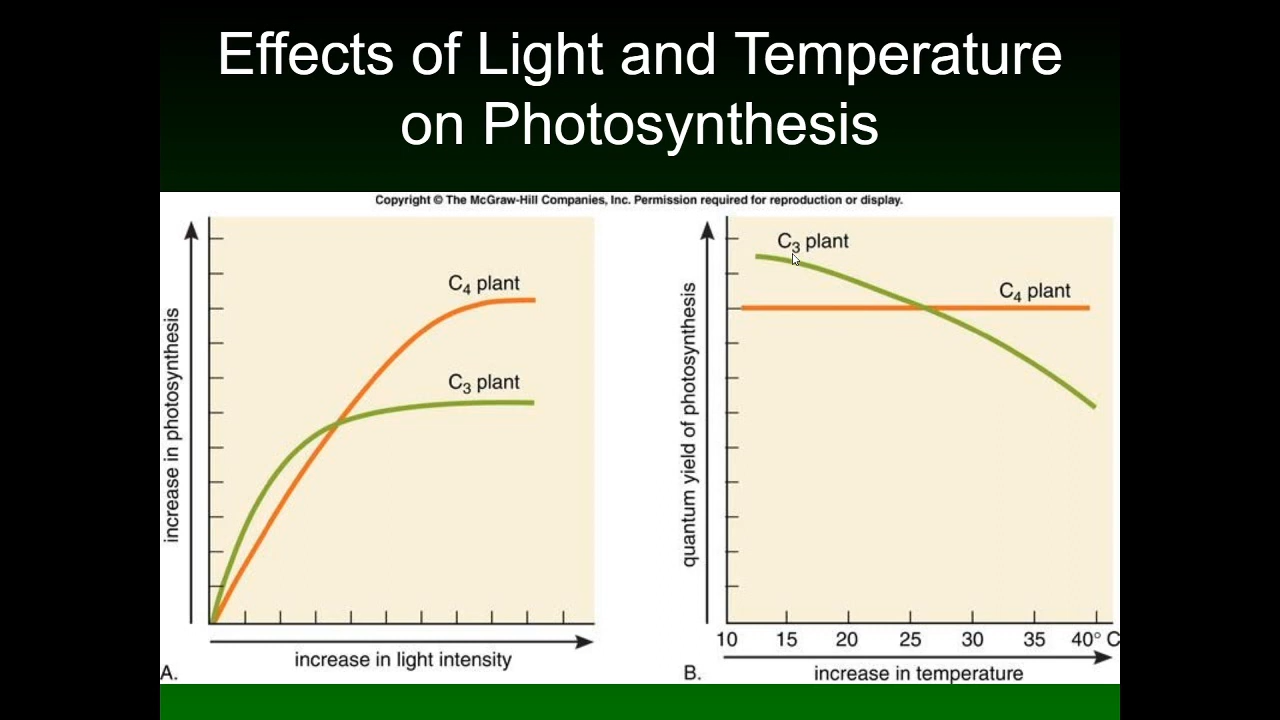 Effects of Light and Temperature
on Photosynthesis
Copyright © The McGraw-Hill Companies, Inc. Permission required for reproduction or display.
increase in photosynthesis
C₄ plant
C₃ plant
increase in light intensity
A.
quantum yield of photosynthesis
C₃ plant
C₄ plant
10 15 20 25 30 35 40° C
increase in temperature
B.